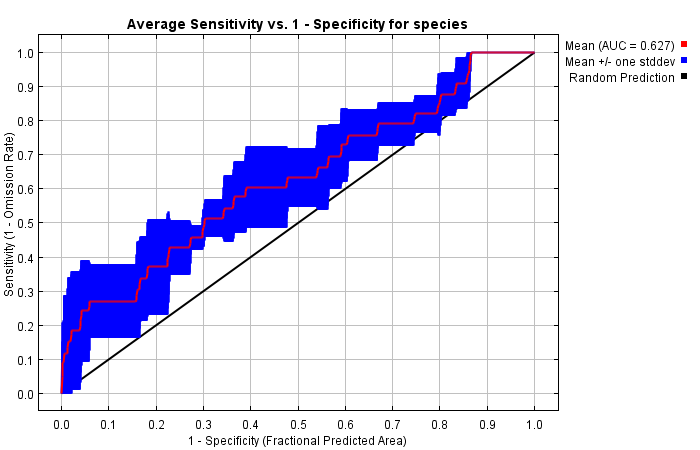 Average Sensitivity vs. 1 - Specificity for species
Mean (AUC = 0.627)
Mean +/- one stddev
Random Prediction
Sensitivity (1 - Omission Rate)
1.0
0.9
0.8
0.7
0.6
0.5
0.4
0.3
0.2
0.1
0.0
0.0 0.1 0.2 0.3 0.4 0.5 0.6 0.7 0.8 0.9 1.0
1 - Specificity (Fractional Predicted Area)